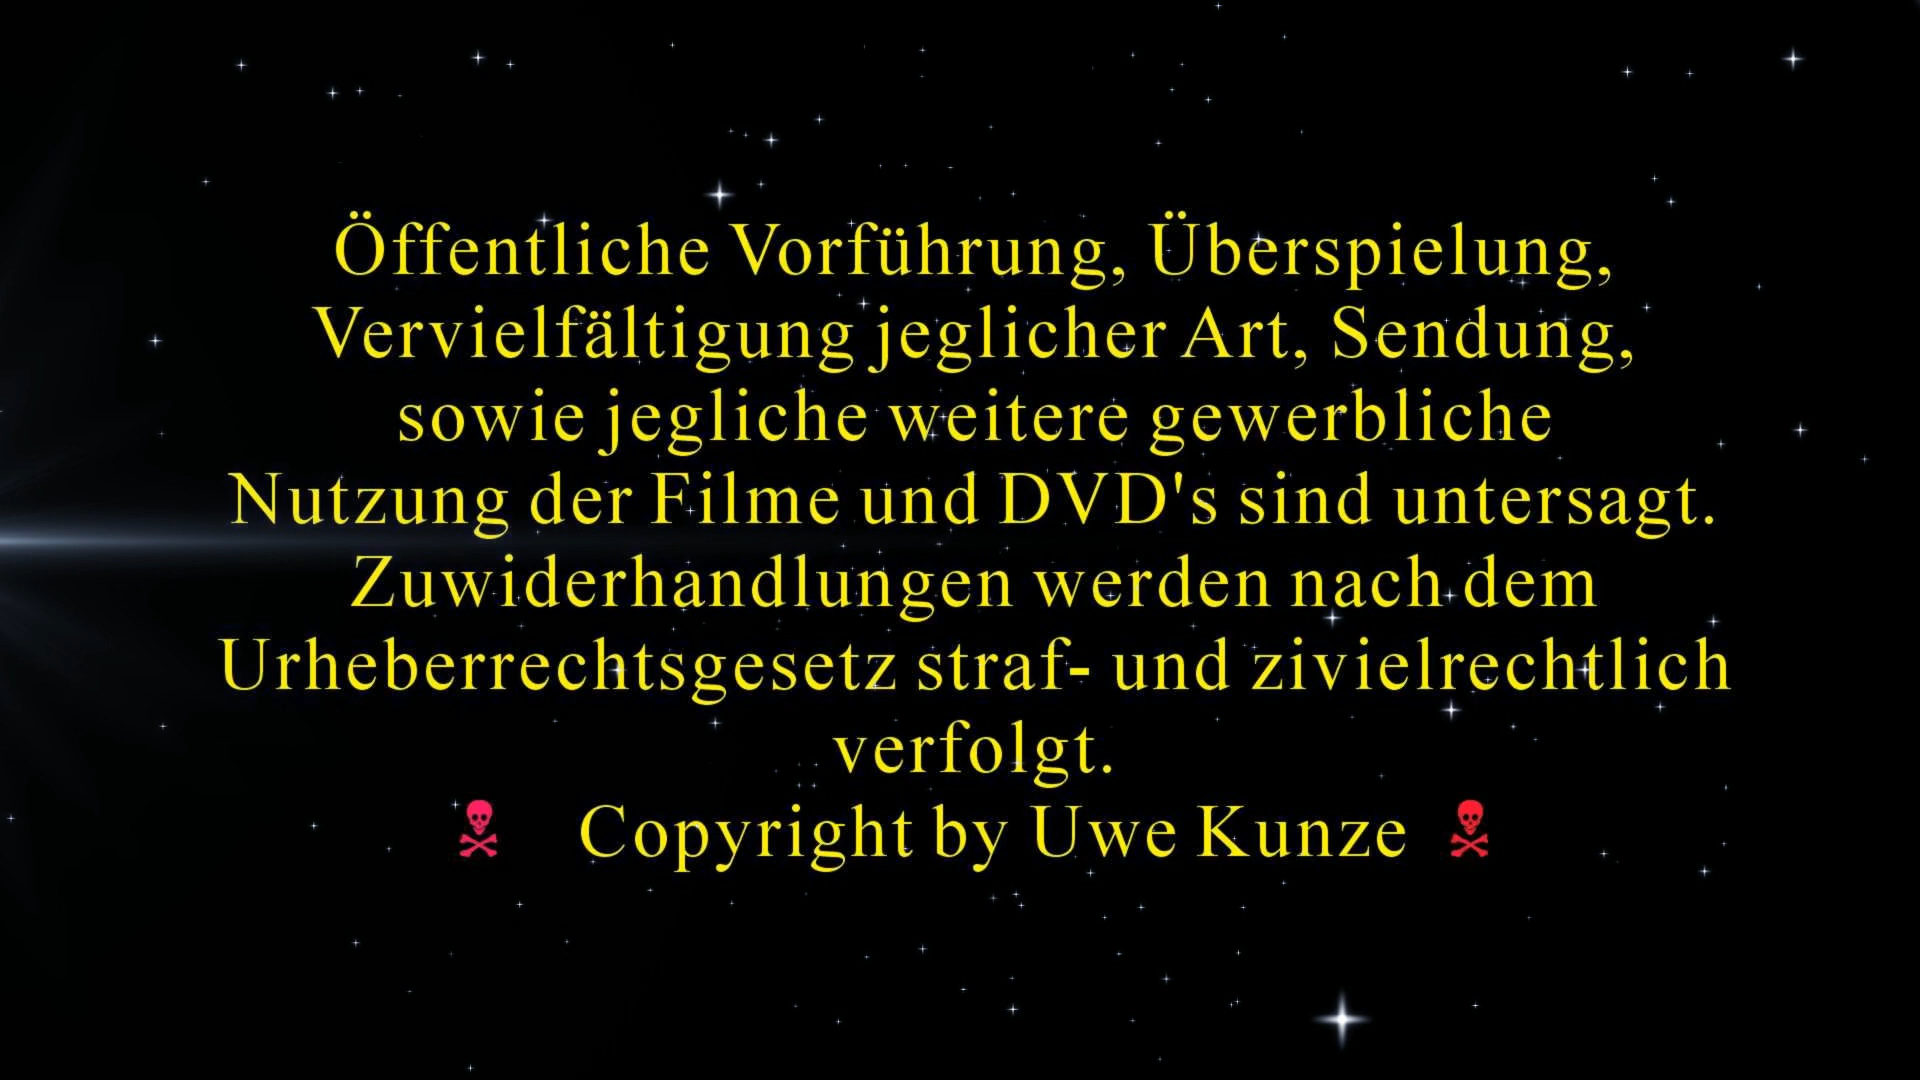 Öffentliche Vorführung, Überspielung,
Vervielfältigung jeglicher Art, Sendung,
sowie jegliche weitere gewerbliche
Nutzung der Filme und DVD's sind untersagt.
Zuwiderhandlungen werden nach dem
Urheberrechtsgesetz straf- und zivielrechtlich
verfolgt.
Copyright by Uwe Kunze